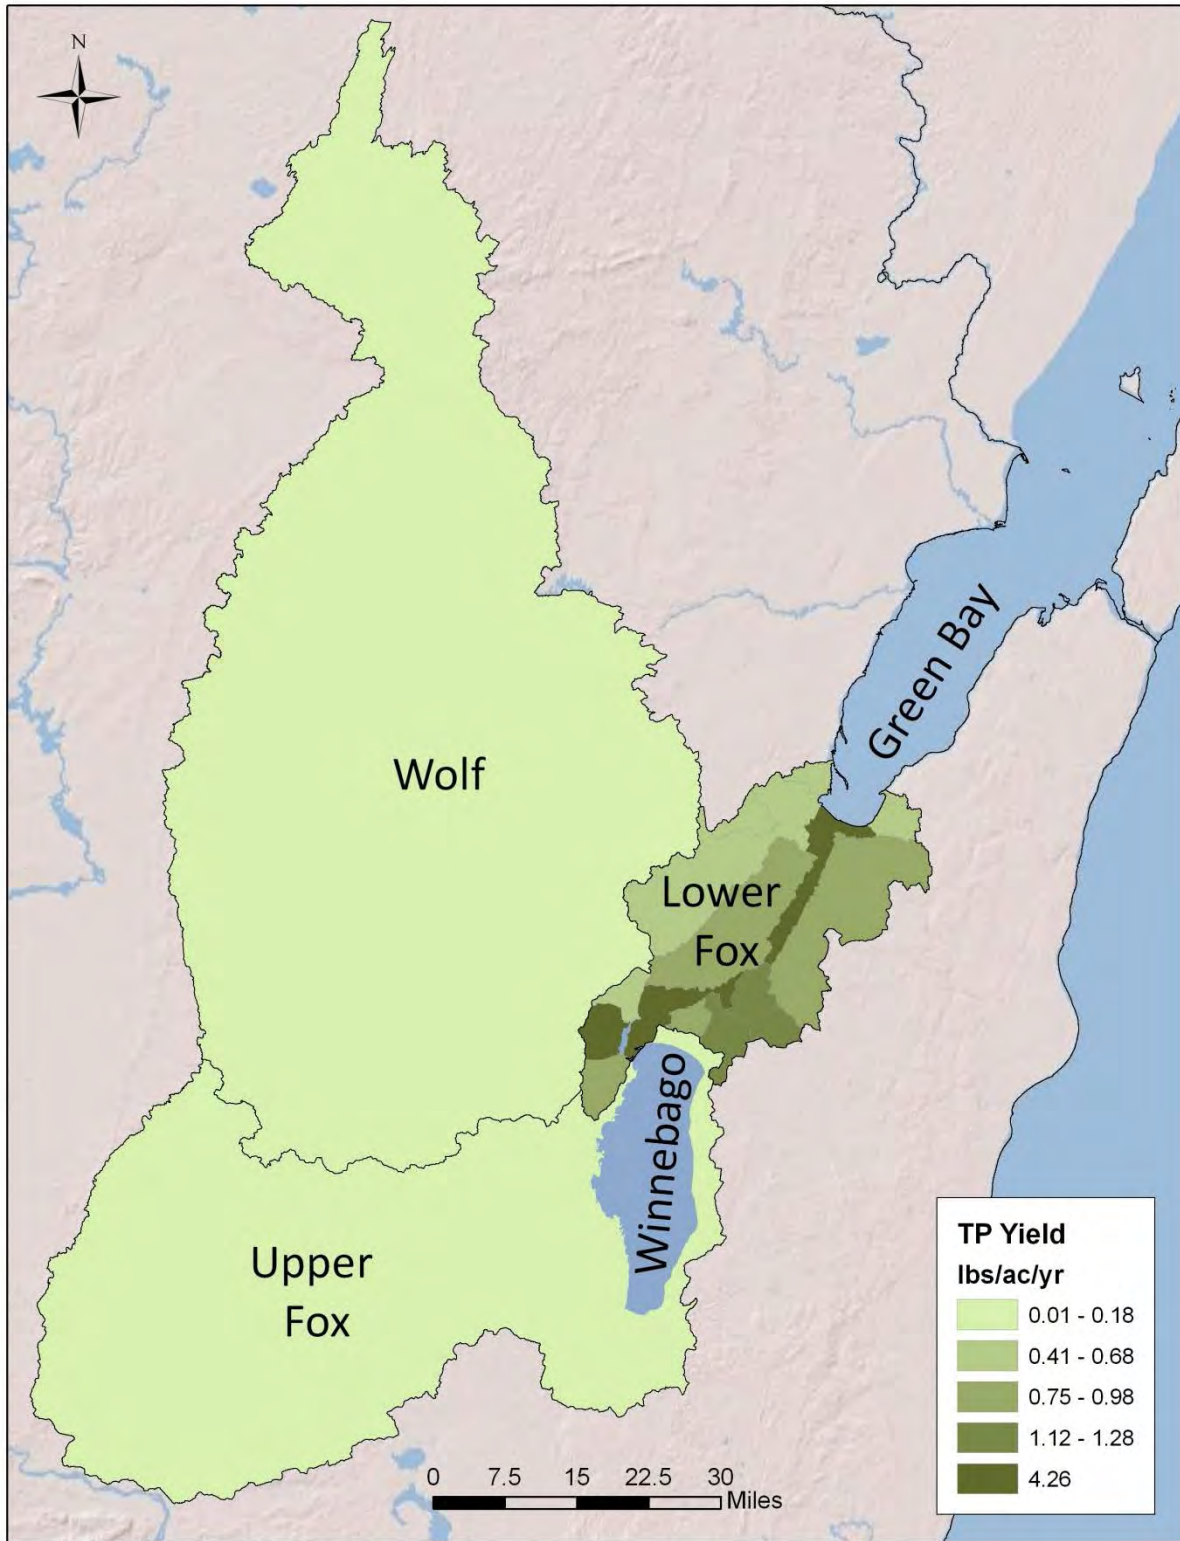 N
Wolf
Green Bay
Lower
Fox
Winnebago
Upper
Fox
TP Yield
lbs/ac/yr
0.01 - 0.18
0.41 - 0.68
0.75 - 0.98
1.12 - 1.28
4.26
0 7.5 15 22.5 30
Miles